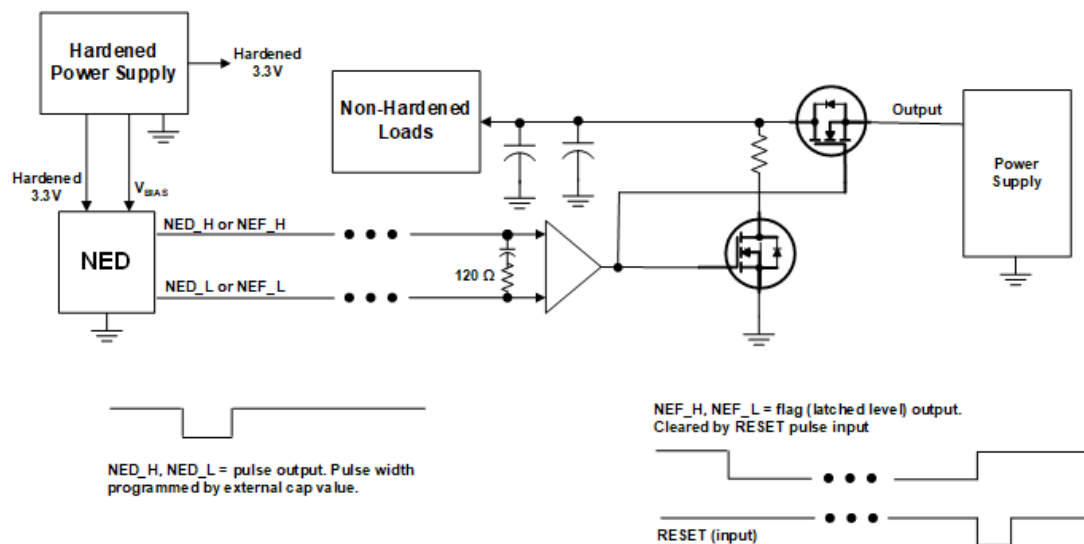 Hardened
Power Supply
Hardened
3.3V
Non-Hardened
Loads
Output
Power
Supply
Hardened
3.3V
VBIAS
NED
NED_H or NEF_H
NED_L or NEF_L
120 Ω
NED_H, NED_L = pulse output. Pulse width
programmed by external cap value.
NEF_H, NEF_L = flag (latched level) output.
Cleared by RESET pulse input
RESET (input)